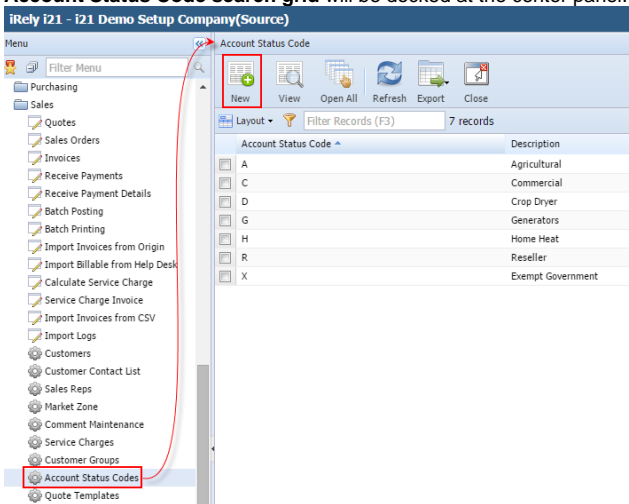 Account Status Code search grid will be docked at the center panel.
iRely i21 - i21 Demo Setup Company(Source)
Menu
Account Status Code
Filter Menu
Purchasing
Sales
Quotes
Sales Orders
Invoices
Receive Payments
Receive Payment Details
Batch Posting
Batch Printing
Import Invoices from Origin
Import Billable from Help Desk
Calculate Service Charge
Service Charge Invoice
Import Invoices from CSV
Import Logs
Customers
Customer Contact List
Sales Reps
Market Zone
Comment Maintenance
Service Charges
Customer Groups
Account Status Codes
Quote Templates
New View Open All Refresh Export Close
Layout Filter Records (F3) 7 records
Account Status Code Description
A Agricultural
C Commercial
D Crop Dryer
G Generators
H Home Heat
R Reseller
X Exempt Government